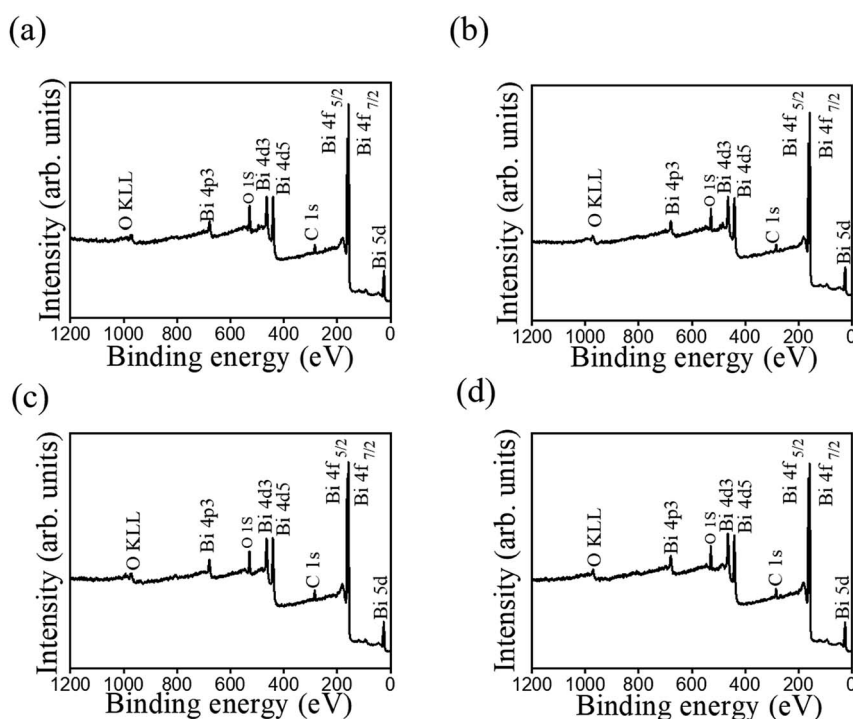 (a)
Intensity (arb. units)
O KLL
Bi 4p3
O 1S
Bi 4d3
Bi 4d5
C 1s
Bi 4f 5/2
Bi 4f 7/2
Bi 5d
1200 1000 800 600 400 200 0
Binding energy (eV)
(b)
Intensity (arb. units)
O KLL
Bi 4p3
O 1S
Bi 4d3
Bi 4d5
C 1s
Bi 4f 5/2
Bi 4f 7/2
Bi 5d
1200 1000 800 600 400 200 0
Binding energy (eV)
(c)
Intensity (arb. units)
O KLL
Bi 4p3
O 1S
Bi 4d3
Bi 4d5
C 1s
Bi 4f 5/2
Bi 4f 7/2
Bi 5d
1200 1000 800 600 400 200 0
Binding energy (eV)
(d)
Intensity (arb. units)
O KLL
Bi 4p3
O 1S
Bi 4d3
Bi 4d5
C 1s
Bi 4f 5/2
Bi 4f 7/2
Bi 5d
1200 1000 800 600 400 200 0
Binding energy (eV)